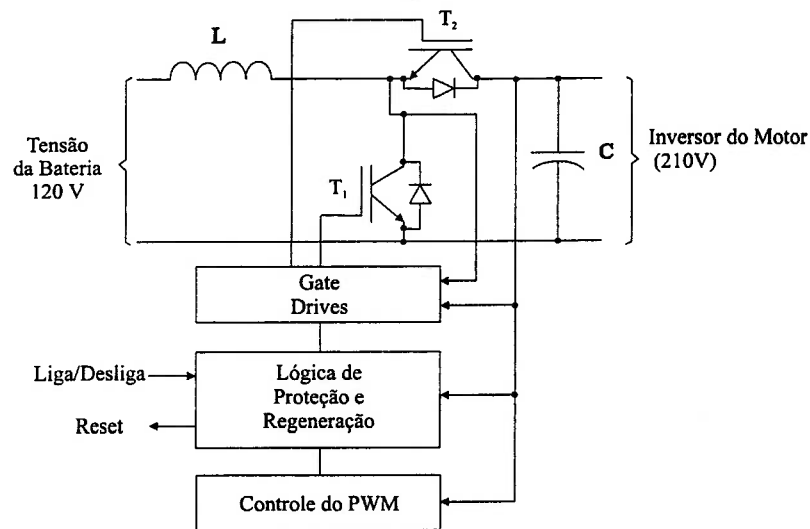 T2
L
Tensão
da Bateria
120 V
T1
C
Inversor do Motor
(210V)
Gate
Drives
Liga/Desliga
Lógica de
Proteção e
Regeneração
Reset
Controle do PWM